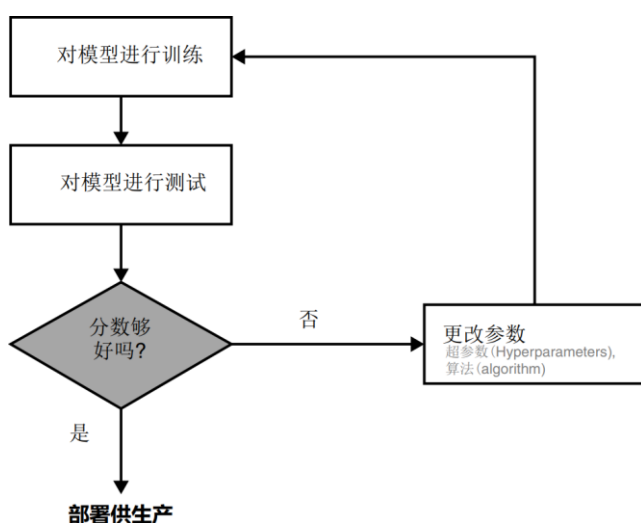 对模型进行训练
对模型进行测试
分数够
好吗?
否
更改参数
超参数(Hyperparameters),
算法(algorithm)
是
部署供生产